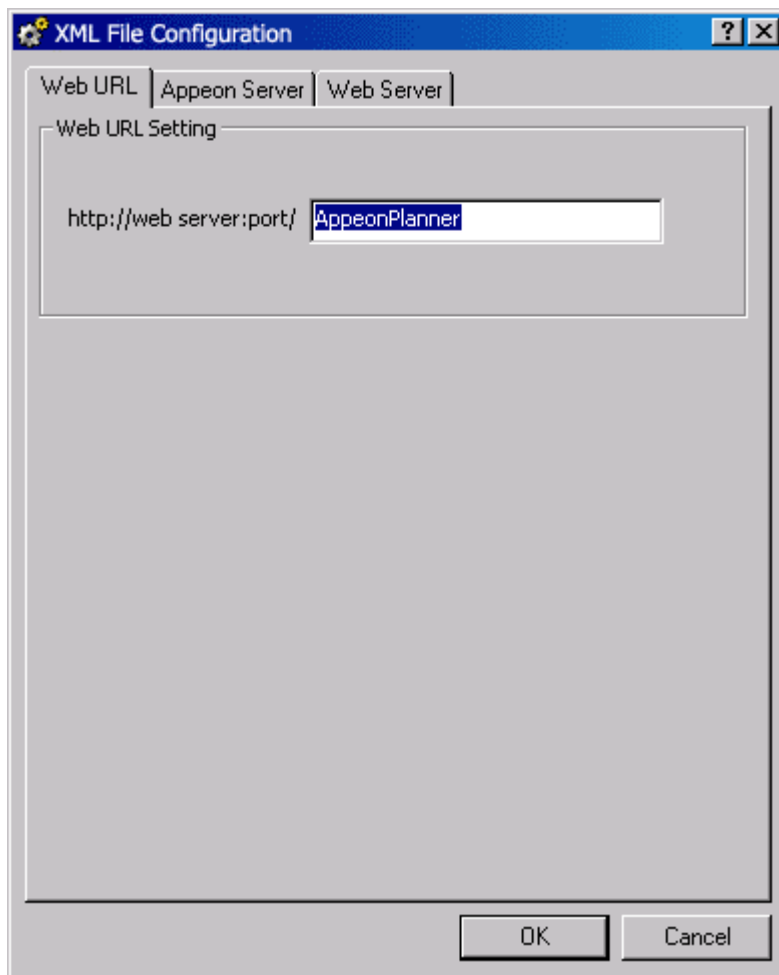 XML File Configuration
Web URL Appeon Server Web Server
Web URL Setting
http://web server:port/ AppeonPlanner
OK Cancel